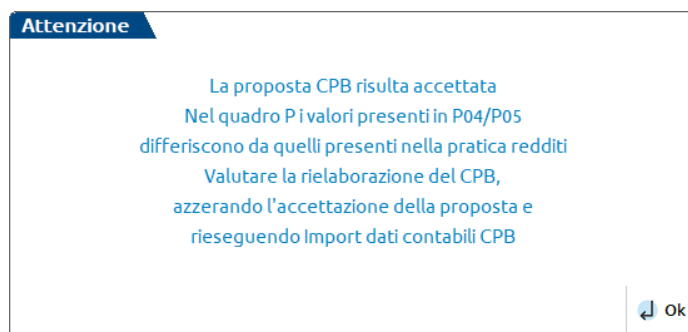 Attenzione
La proposta CPB risulta accettata
Nel quadro P i valori presenti in P04/P05
differiscono da quelli presenti nella pratica redditi
Valutare la rielaborazione del CPB,
azzerando l'accettazione della proposta e
rieseguendo Import dati contabili CPB
Ok